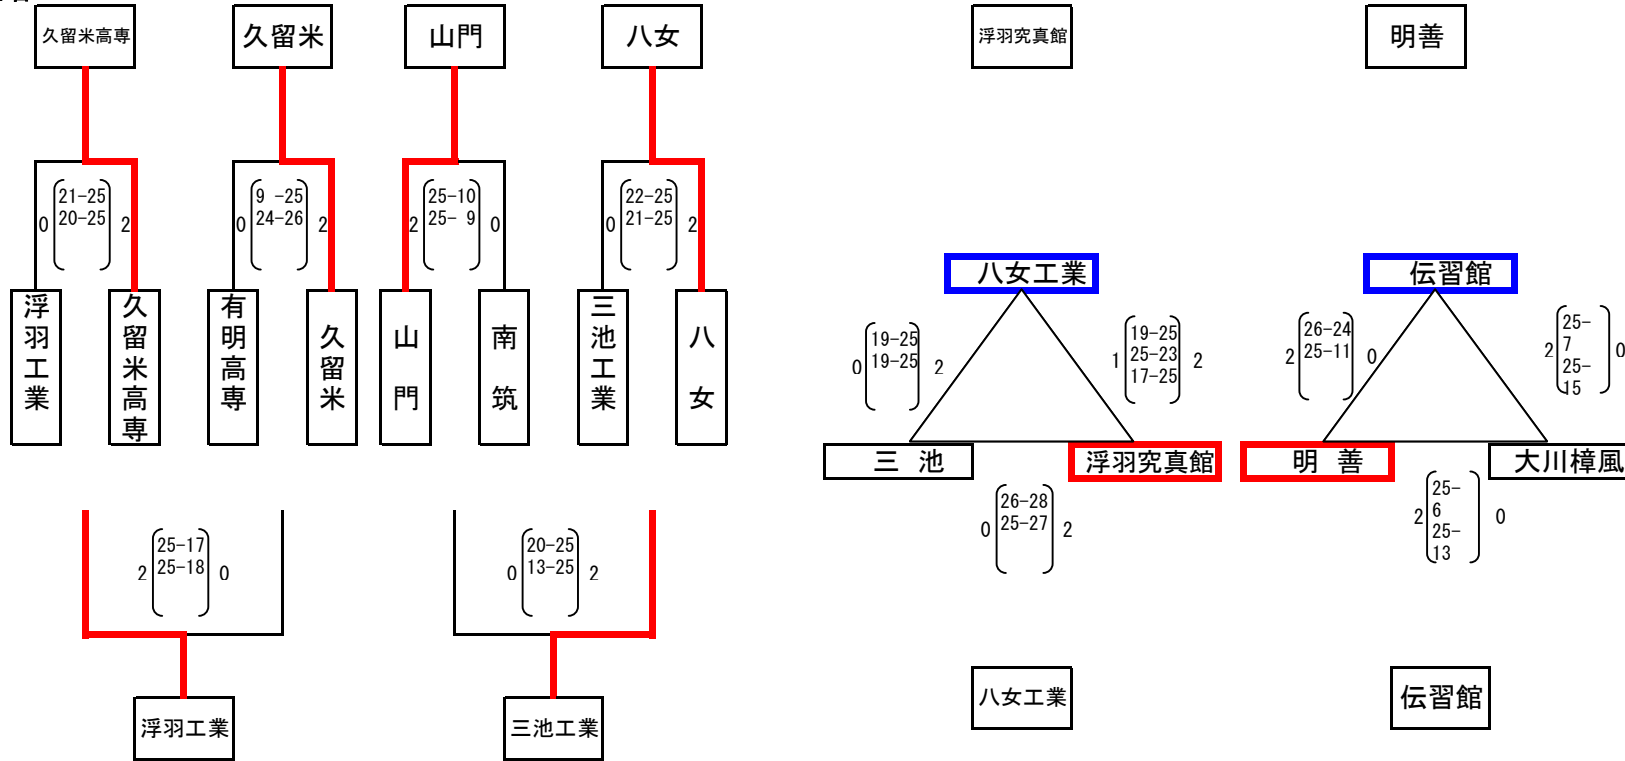 久留米高専
久留米
山門
八女
浮羽究真館
明善
0
21-25
20-25
2
0
9 -25
24-26
2
2
25-10
25- 9
0
0
22-25
21-25
2
浮羽工業
久留米高専
有明高専
久留米
山門
南筑
三池工業
八女
八女工業
0
19-25
19-25
2
1
19-25
25-23
17-25
2
三 池
浮羽究真館
0
26-28
25-27
2
伝習館
2
26-24
25-11
0
2
25-
7
25-
15
0
明 善
大川樟風
2
25-
6
25-
13
0
2
25-17
25-18
0
0
20-25
13-25
2
浮羽工業
三池工業
八女工業
伝習館